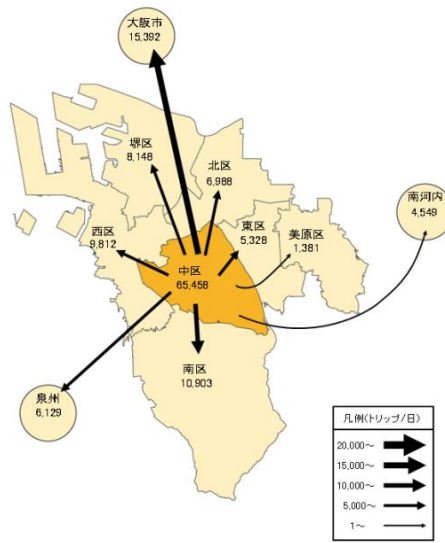 大阪市
15,392
堺区
8,148
北区
6,988
南河内
4,549
西区
9,812
東区
5,328
美原区
1,381
中区
65,458
南区
10,903
泉州
6,129
凡例(トリップ/日)
20,000～
15,000～
10,000～
5,000～
1～